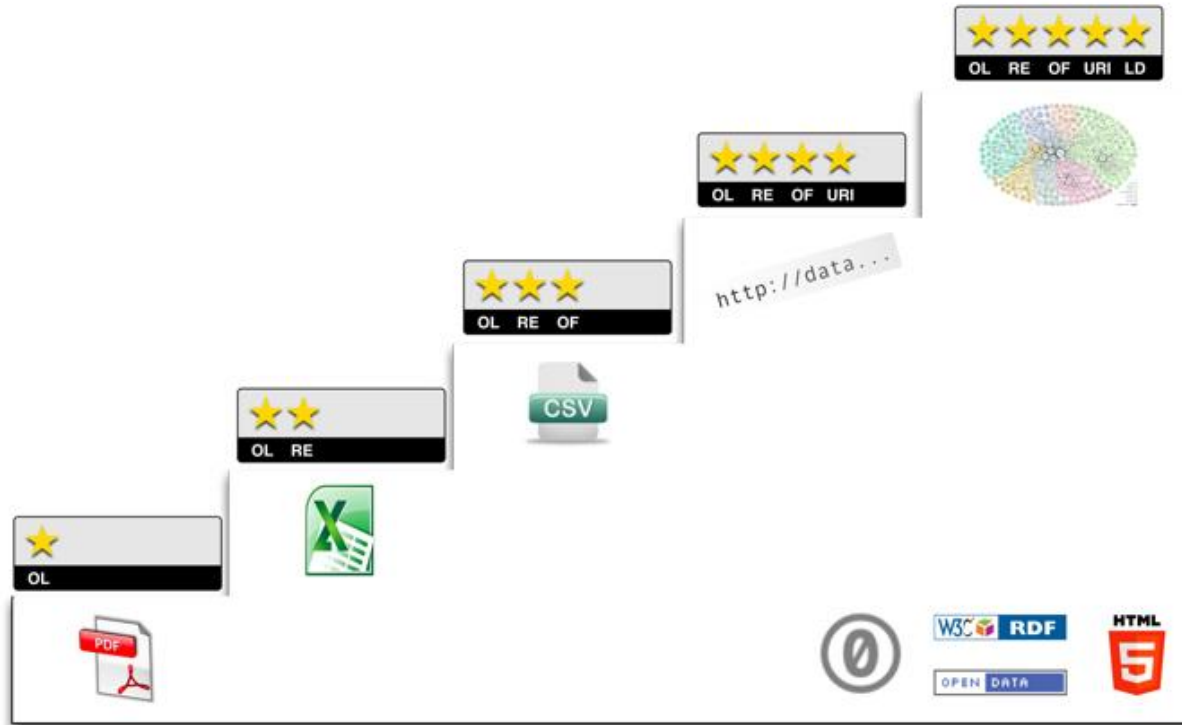 OL RE OF URI LD
OL RE OF URI
http://data...
OL RE OF
CSV
OL RE
X
OL
PDF
0
W3C RDF
OPEN DATA
HTML
5